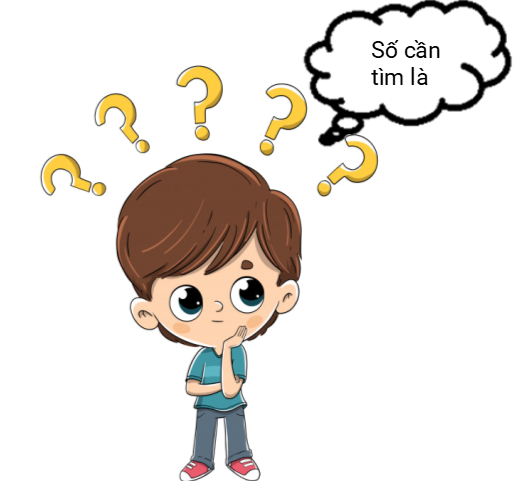 Số cần
tìm là